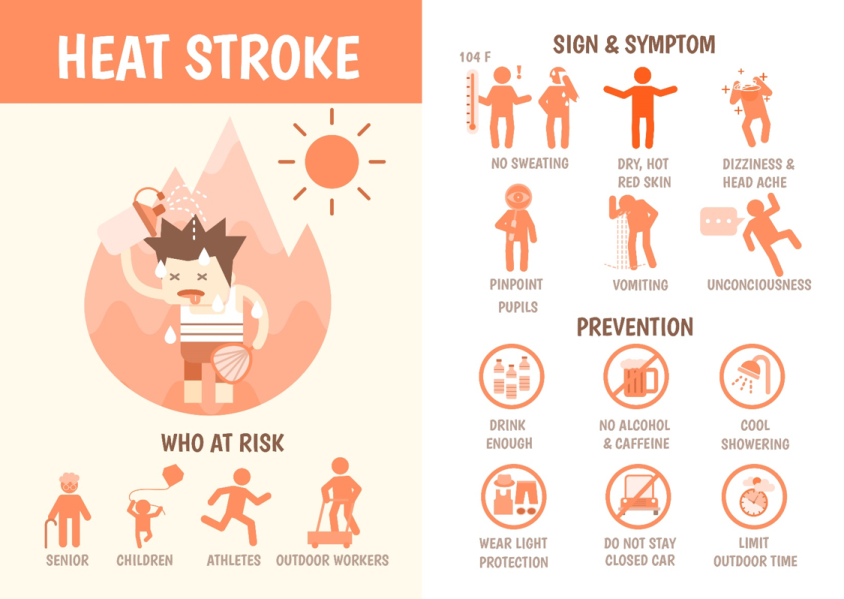 HEAT STROKE
WHO AT RISK
SENIOR
CHILDREN
ATHLETES
OUTDOOR WORKERS
SIGN & SYMPTOM
104 F
!
NO SWEATING
DRY, HOT
RED SKIN
DIZZINESS &
HEAD ACHE
PINPOINT
PUPILS
VOMITING
UNCONCIOUSNESS
PREVENTION
DRINK
ENOUGH
NO ALCOHOL
& CAFFEINE
COOL
SHOWERING
WEAR LIGHT
PROTECTION
DO NOT STAY
CLOSED CAR
LIMIT
OUTDOOR TIME